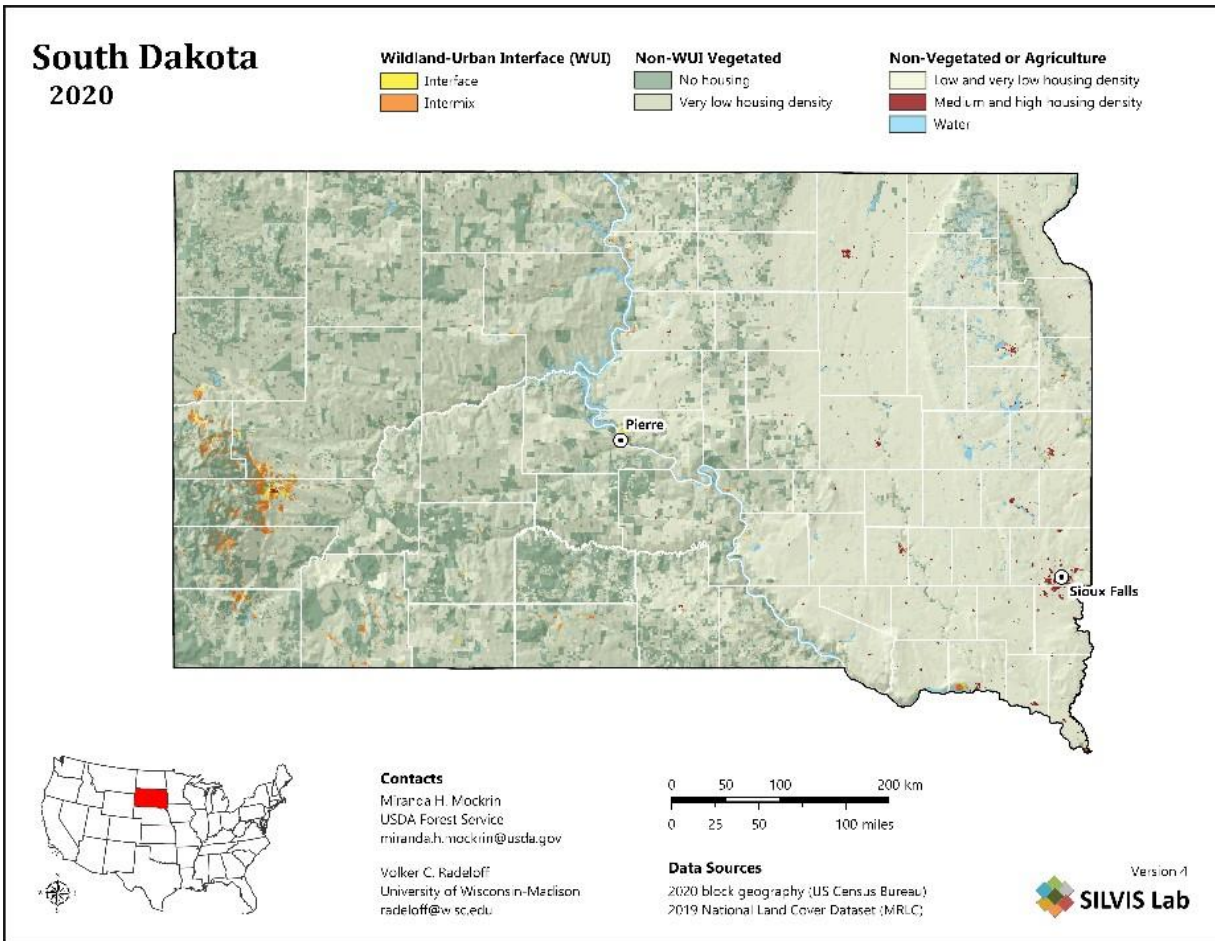 South Dakota
2020
Wildland-Urban Interface (WUI)
Interface
Intermix
Non-WUI Vegetated
No housing
Very low housing density
Non-Vegetated or Agriculture
Low and very low housing density
Medium and high housing density
Water
Pierre
Sioux Falls
Contacts
Miranda H. Mockrin
USDA Forest Service
miranda.h.mockrin@usda.gov
Volker C. Radeloff
University of Wisconsin-Madison
radeloff@wisc.edu
0 50 100 200 km
0 25 50 100 miles
Data Sources
2020 block geography (US Census Bureau)
2019 National Land Cover Dataset (MRLC)
Version 4
SILVIS Lab